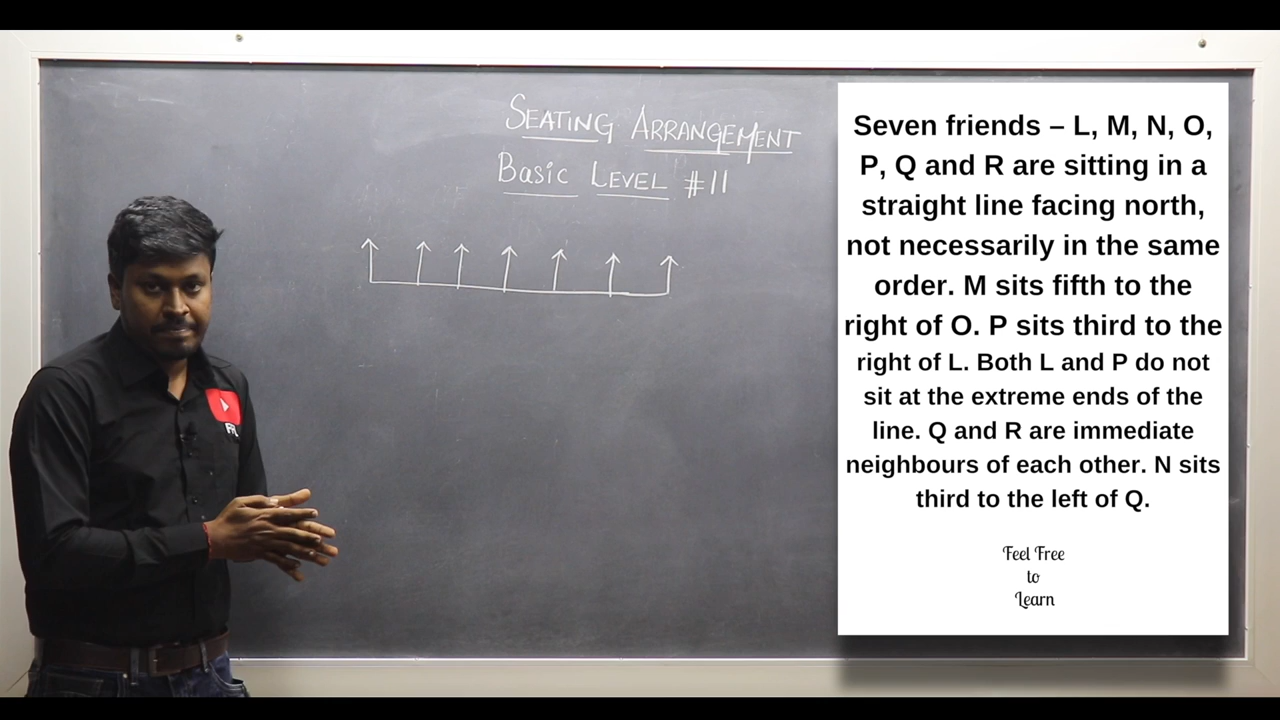 SEATING ARRANGEMENT
Basic LEVEL #11
Seven friends – L, M, N, O,
P, Q and R are sitting in a
straight line facing north,
not necessarily in the same
order. M sits fifth to the
right of O. P sits third to the
right of L. Both L and P do not
sit at the extreme ends of the
line. Q and R are immediate
neighbours of each other. N sits
third to the left of Q.
Feel Free
to
Learn